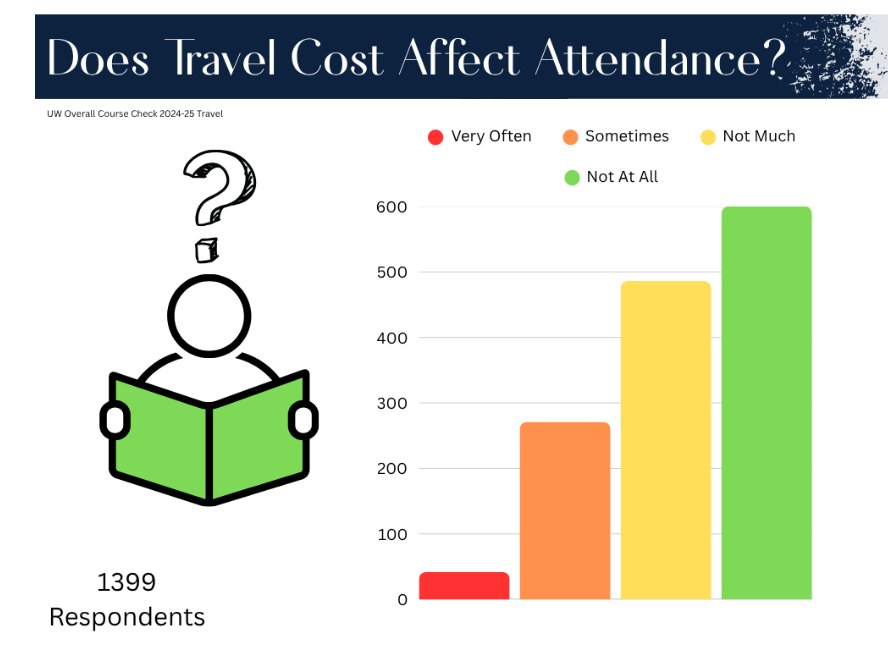 Does Travel Cost Affect Attendance?
UW Overall Course Check 2024-25 Travel
Very Often
Sometimes
Not Much
Not At All
600
500
400
300
200
100
0
?
1399
Respondents